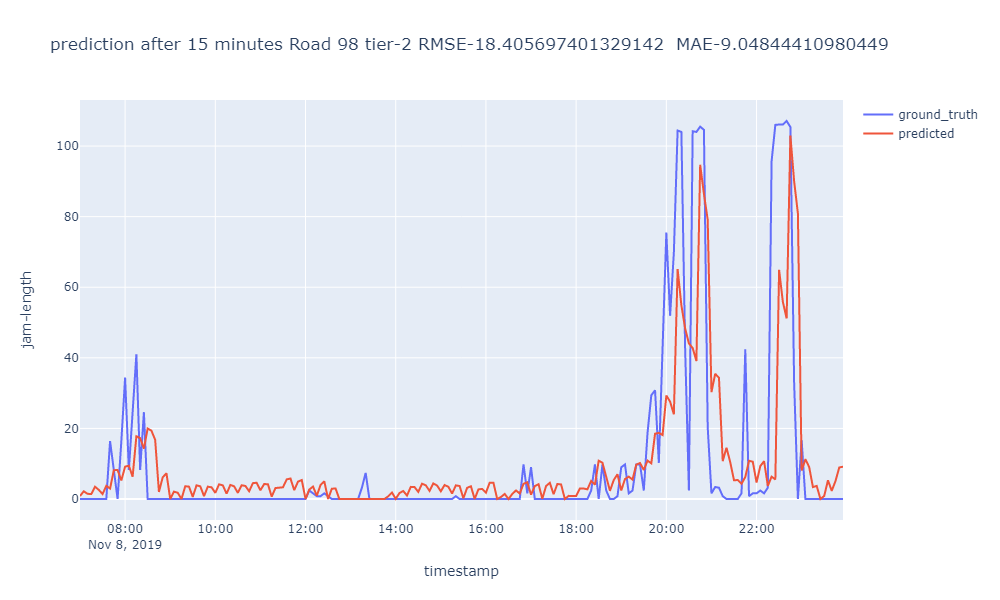 prediction after 15 minutes Road 98 tier-2 RMSE-18.405697401329142  MAE-9.04844410980449
ground_truth
predicted
100
80
60
40
20
0
jam-length
08:00 10:00 12:00 14:00 16:00 18:00 20:00 22:00
Nov 8, 2019
timestamp